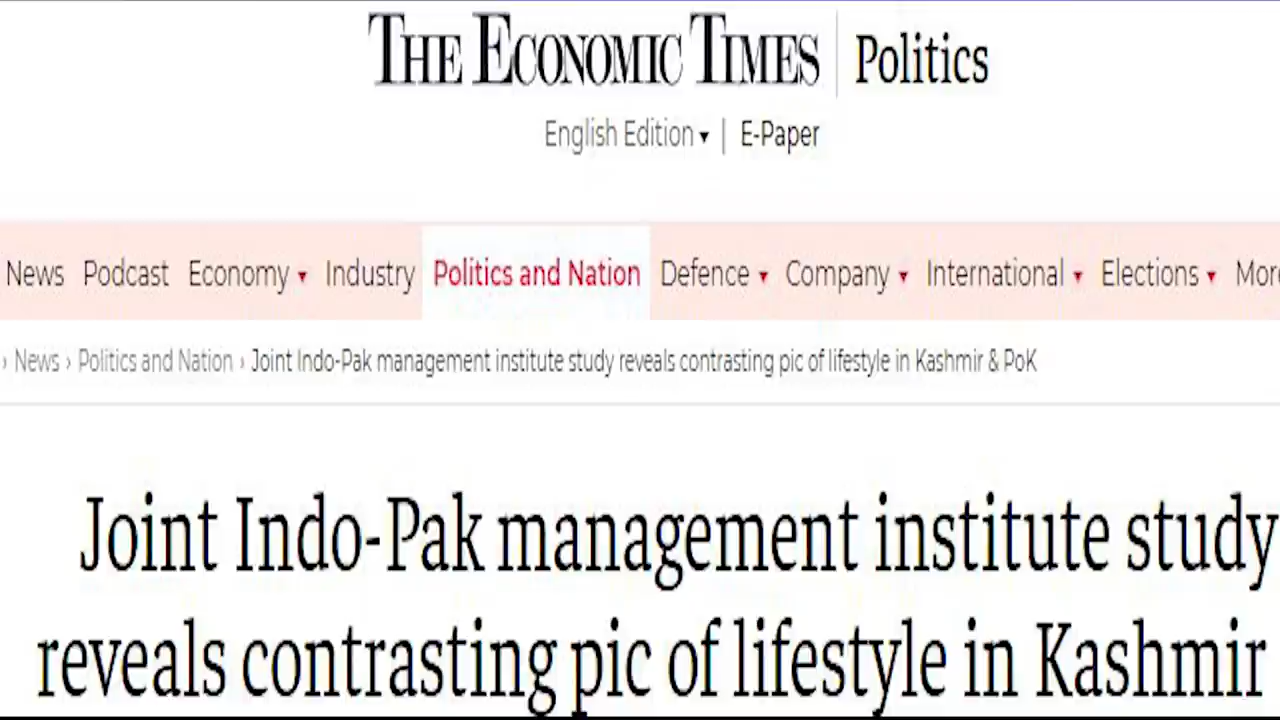 THE ECONOMIC TIMES | Politics
English Edition ▾ | E-Paper
News Podcast Economy ▾ Industry Politics and Nation Defence ▾ Company ▾ International ▾ Elections ▾ More
› News › Politics and Nation › Joint Indo-Pak management institute study reveals contrasting pic of lifestyle in Kashmir & PoK
Joint Indo-Pak management institute study
reveals contrasting pic of lifestyle in Kashmir